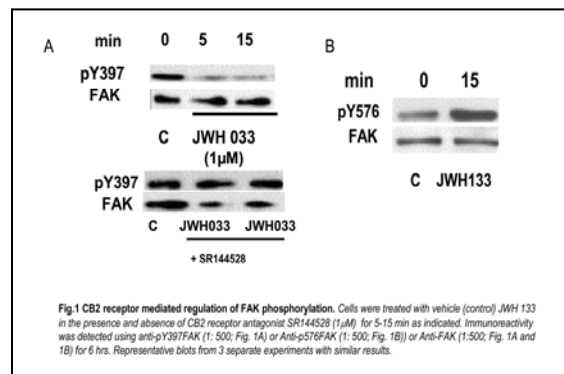 A
min 0 5 15
pY397
FAK
C JWH 033
(1µM)
pY397
FAK
C JWH033 JWH033
+ SR144528
B
min 0 15
pY576
FAK
C JWH133
Fig.1 CB2 receptor mediated regulation of FAK phosphorylation. Cells were treated with vehicle (control) JWH 133
in the presence and absence of CB2 receptor antagonist SR144528 (1µM) for 5-15 min as indicated. Immunoreactivity
was detected using anti-pY397FAK (1: 500; Fig. 1A) or Anti-p576FAK (1: 500; Fig. 1B)) or Anti-FAK (1:500; Fig. 1A and
1B) for 6 hrs. Representative blots from 3 separate experiments with similar results.